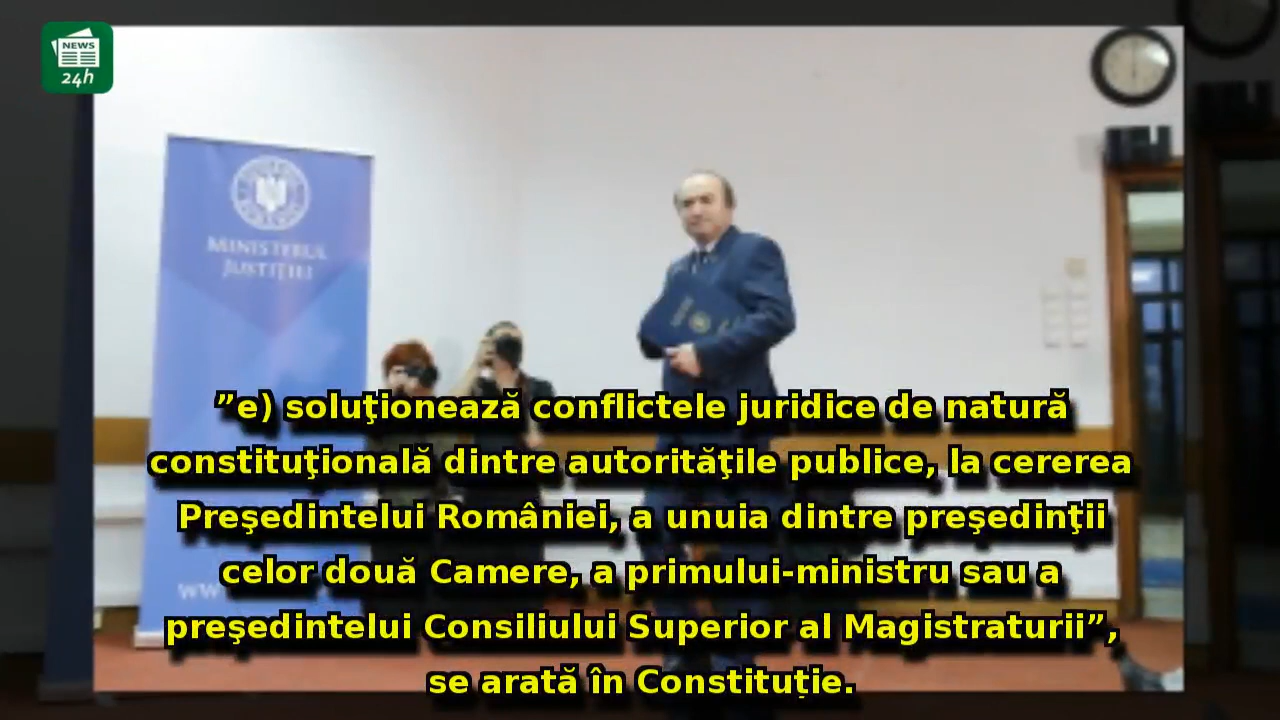 NEWS
24h
MINISTERUL
JUSTIȚIEI
”e) soluţionează conflictele juridice de natură
constituţională dintre autorităţile publice, la cererea
Preşedintelui României, a unuia dintre preşedinţii
celor două Camere, a primului-ministru sau a
preşedintelui Consiliului Superior al Magistraturii”,
se arată în Constituţie.